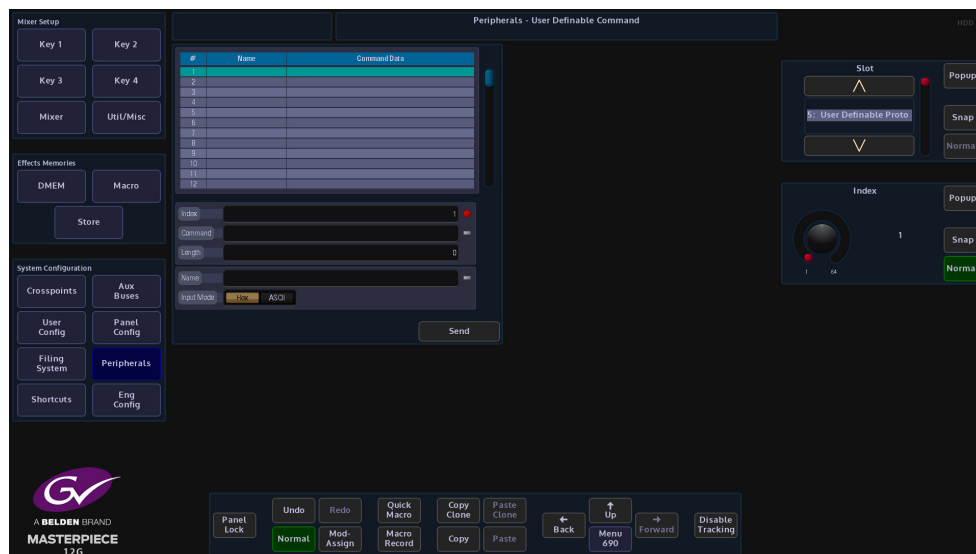 Mixer Setup
Key 1
Key 2
Key 3
Key 4
Mixer
Util/Misc
Effects Memories
DMEM
Macro
Store
System Configuration
Crosspoints
Aux
Buses
User
Config
Panel
Config
Filing
System
Peripherals
Shortcuts
Eng
Config
GV
A BELDEN BRAND
MASTERPIECE
12G
Peripherals - User Definable Command
HDD
# Name Command Data
1
2
3
4
5
6
7
8
9
10
11
12
Index 1
Command
Length 0
Name
Input Mode Hex ASCII
Send
Slot
5: User Definable Proto
Popup
Snap
Norma
Index
1
1 64
Popup
Snap
Norma
Panel
Lock
Undo
Redo
Normal
Mod-
Assign
Quick
Macro
Macro
Record
Copy
Clone
Paste
Clone
Copy
Paste
Back
Up
Menu
690
Forward
Disable
Tracking